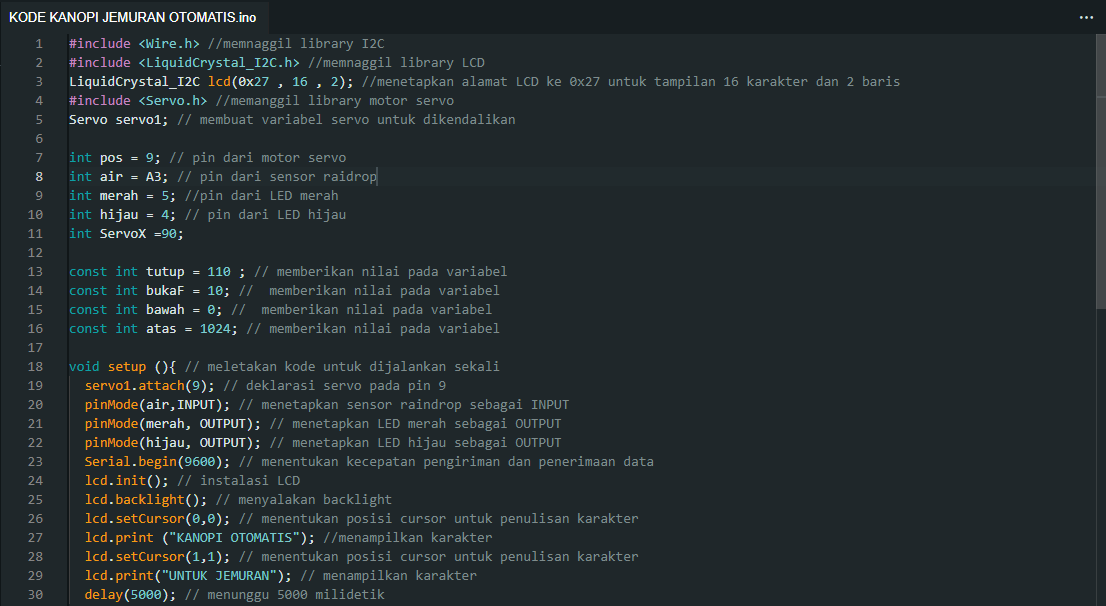 KODE KANOPI JEMURAN OTOMATIS.ino
1 #include <Wire.h> //memnaggil library I2C
2 #include <LiquidCrystal_I2C.h> //memnaggil library LCD
3 LiquidCrystal_I2C lcd(0x27 , 16 , 2); //menetapkan alamat LCD ke 0x27 untuk tampilan 16 karakter dan 2 baris
4 #include <Servo.h> //memanggil library motor servo
5 Servo servo1; // membuat variabel servo untuk dikendalikan
6
7 int pos = 9; // pin dari motor servo
8 int air = A3; // pin dari sensor raidrop
9 int merah = 5; //pin dari LED merah
10 int hijau = 4; // pin dari LED hijau
11 int ServoX =90;
12
13 const int tutup = 110 ; // memberikan nilai pada variabel
14 const int bukaF = 10; //  memberikan nilai pada variabel
15 const int bawah = 0; //  memberikan nilai pada variabel
16 const int atas = 1024; // memberikan nilai pada variabel
17
18 void setup (){ // meletakan kode untuk dijalankan sekali
19   servo1.attach(9); // deklarasi servo pada pin 9
20   pinMode(air,INPUT); // menetapkan sensor raindrop sebagai INPUT
21   pinMode(merah, OUTPUT); // menetapkan LED merah sebagai OUTPUT
22   pinMode(hijau, OUTPUT); // menetapkan LED hijau sebagai OUTPUT
23   Serial.begin(9600); // menentukan kecepatan pengiriman dan penerimaan data
24   lcd.init(); // instalasi LCD
25   lcd.backlight(); // menyalakan backlight
26   lcd.setCursor(0,0); // menentukan posisi cursor untuk penulisan karakter
27   lcd.print ("KANOPI OTOMATIS"); //menampilkan karakter
28   lcd.setCursor(1,1); // menentukan posisi cursor untuk penulisan karakter
29   lcd.print("UNTUK JEMURAN"); // menampilkan karakter
30   delay(5000); // menunggu 5000 milidetik